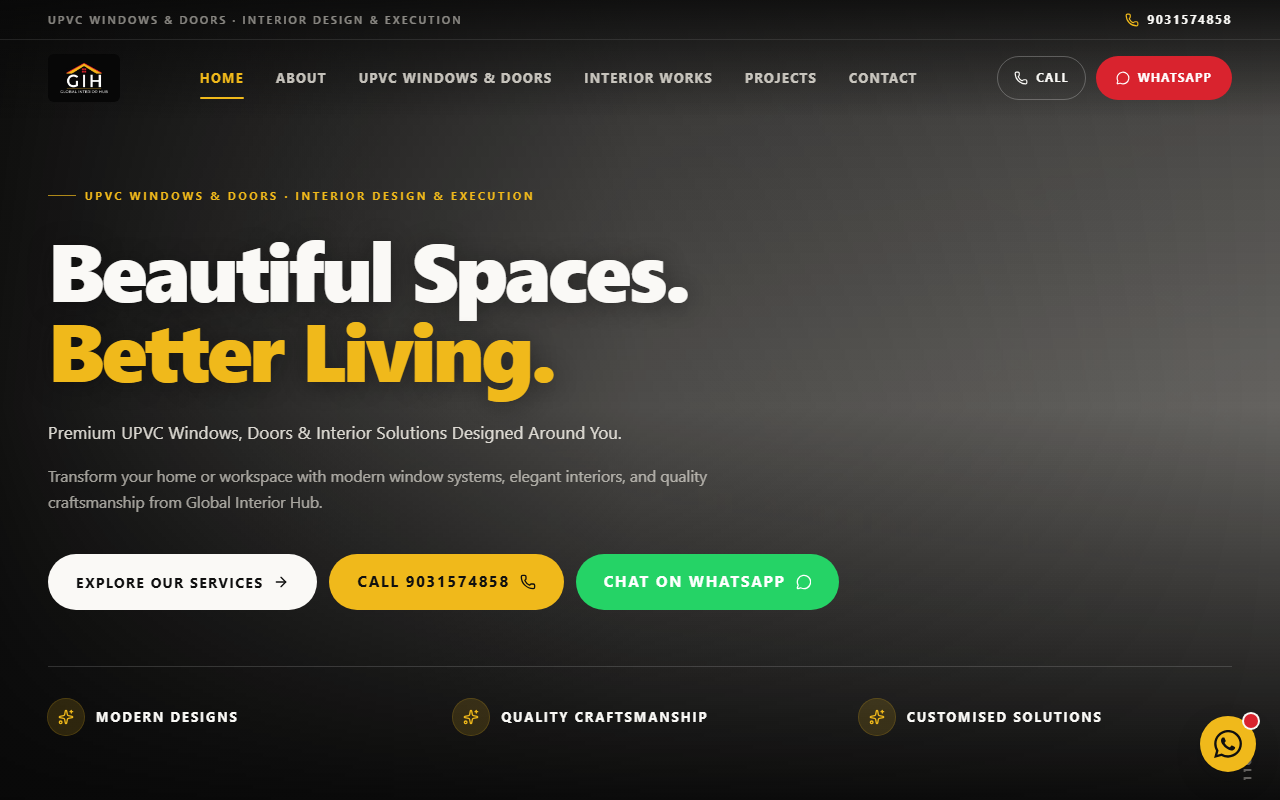 UPVC WINDOWS & DOORS · INTERIOR DESIGN & EXECUTION
9031574858
GIH
GLOBAL INTERIOR HUB
HOME
ABOUT
UPVC WINDOWS & DOORS
INTERIOR WORKS
PROJECTS
CONTACT
CALL
WHATSAPP
UPVC WINDOWS & DOORS · INTERIOR DESIGN & EXECUTION
Beautiful Spaces.
Better Living.
Premium UPVC Windows, Doors & Interior Solutions Designed Around You.
Transform your home or workspace with modern window systems, elegant interiors, and quality
craftsmanship from Global Interior Hub.
EXPLORE OUR SERVICES
CALL 9031574858
CHAT ON WHATSAPP
MODERN DESIGNS
QUALITY CRAFTSMANSHIP
CUSTOMISED SOLUTIONS